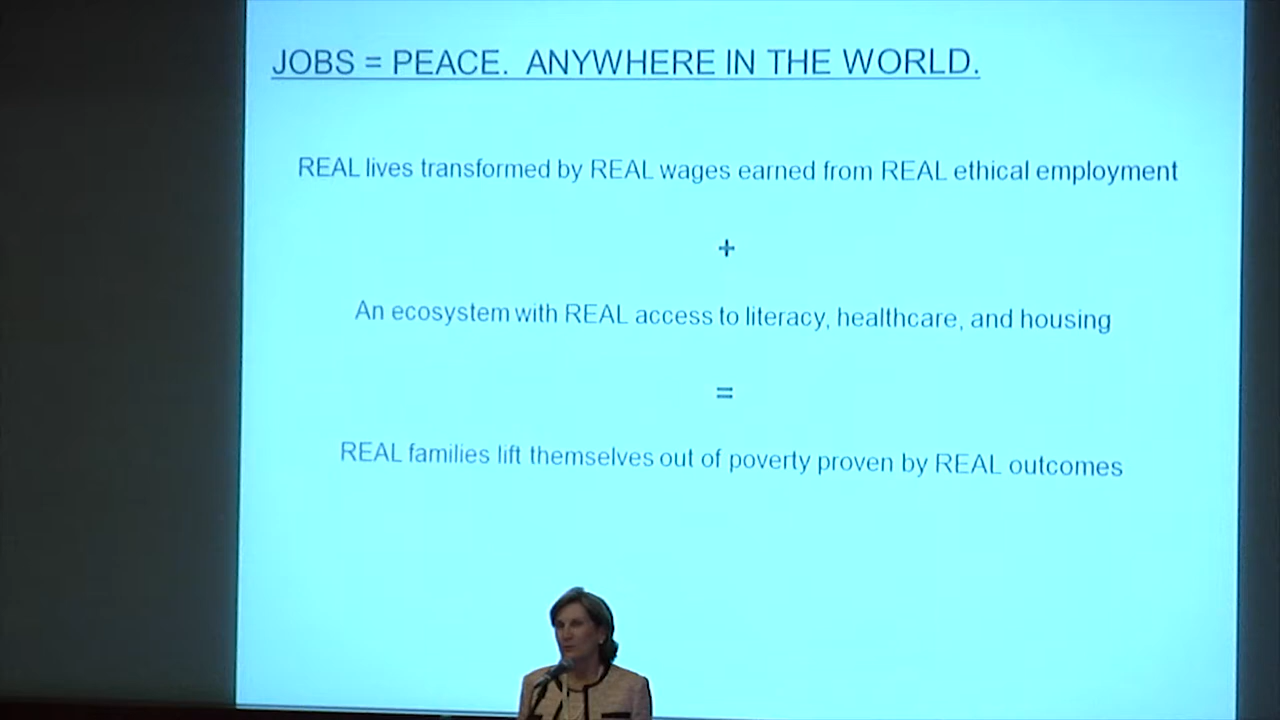 JOBS = PEACE.  ANYWHERE IN THE WORLD.
REAL lives transformed by REAL wages earned from REAL ethical employment
+
An ecosystem with REAL access to literacy, healthcare, and housing
=
REAL families lift themselves out of poverty proven by REAL outcomes